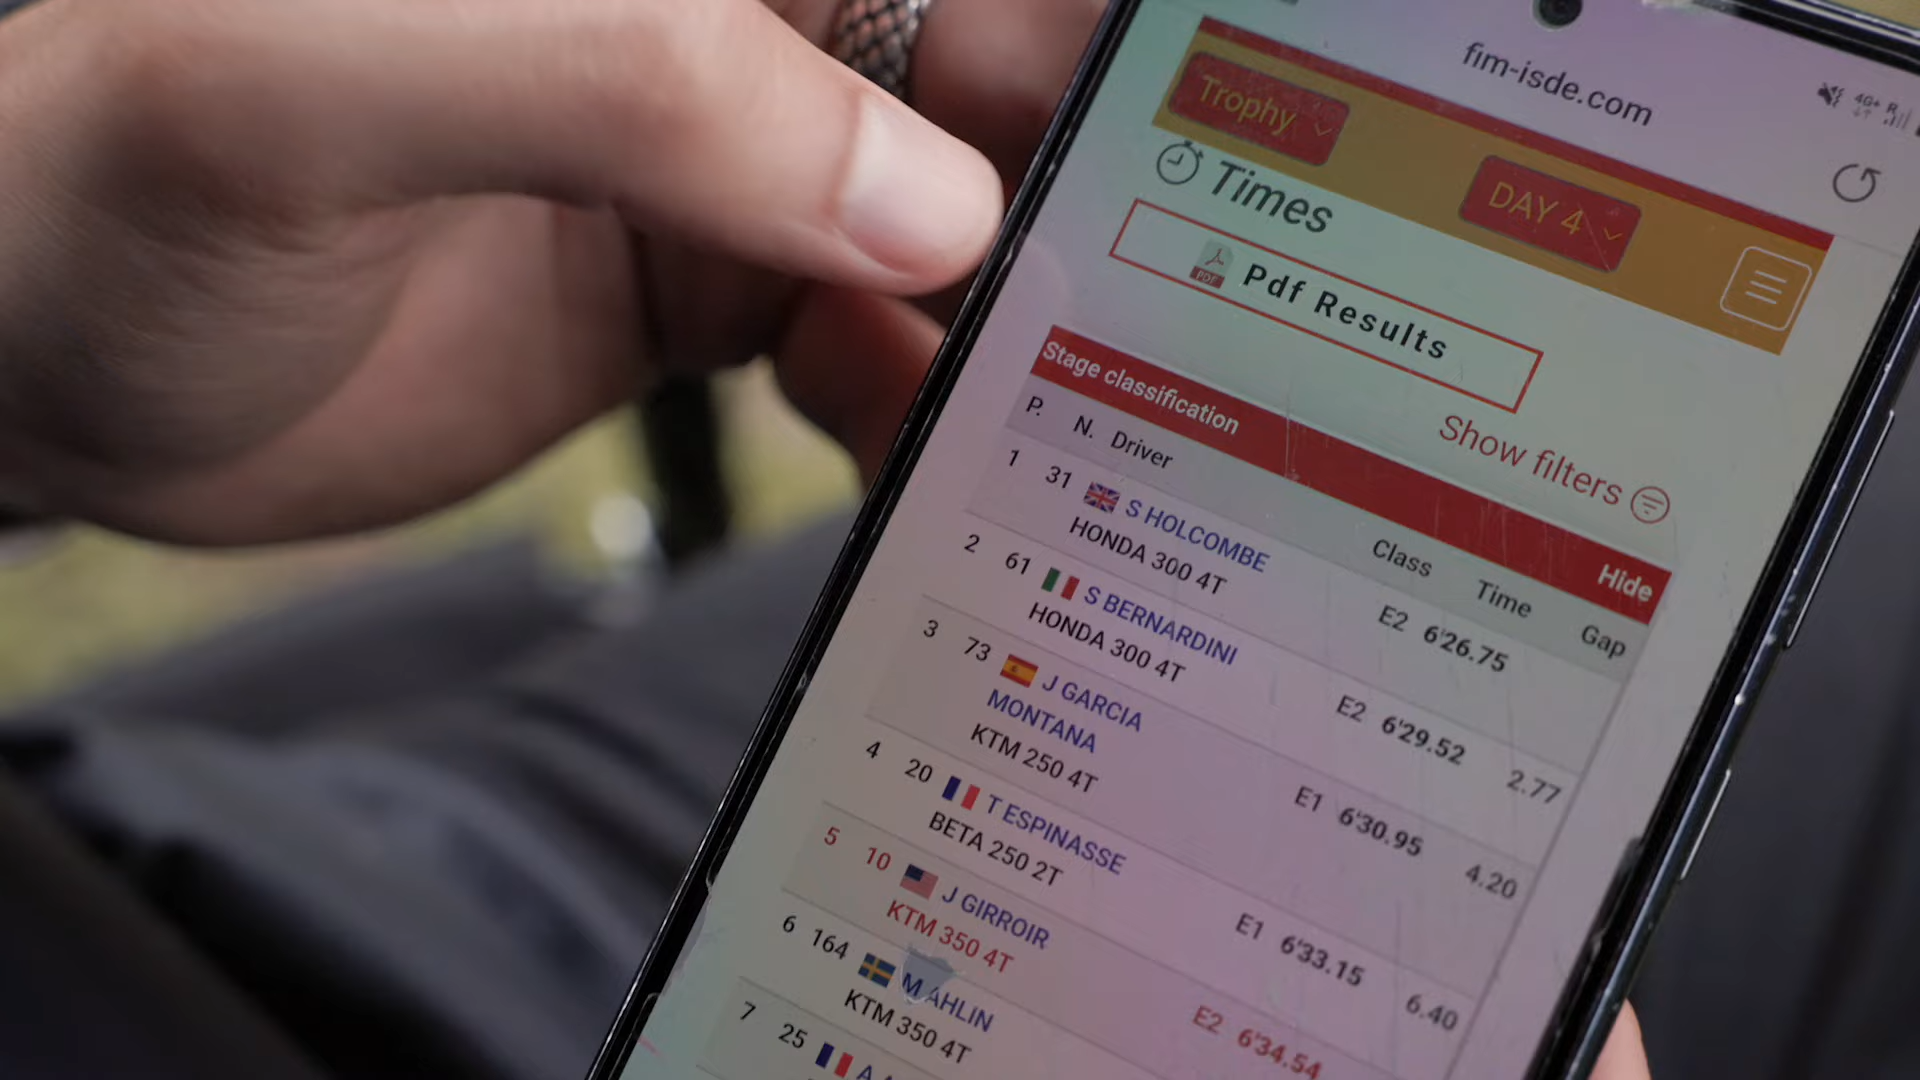 fim-isde.com
4G+ R
Trophy
DAY 4
Times
PDF Pdf Results
Show filters
Stage classification Hide
P. N. Driver Class Time Gap
1 31 S HOLCOMBE E2 6'26.75
HONDA 300 4T
2 61 S BERNARDINI E2 6'29.52 2.77
HONDA 300 4T
3 73 J GARCIA E1 6'30.95 4.20
MONTANA
KTM 250 4T
4 20 T ESPINASSE E1 6'33.15 6.40
BETA 250 2T
5 10 J GIRROIR E2 6'34.54
KTM 350 4T
6 164 M AHLIN
KTM 350 4T
7 25 A